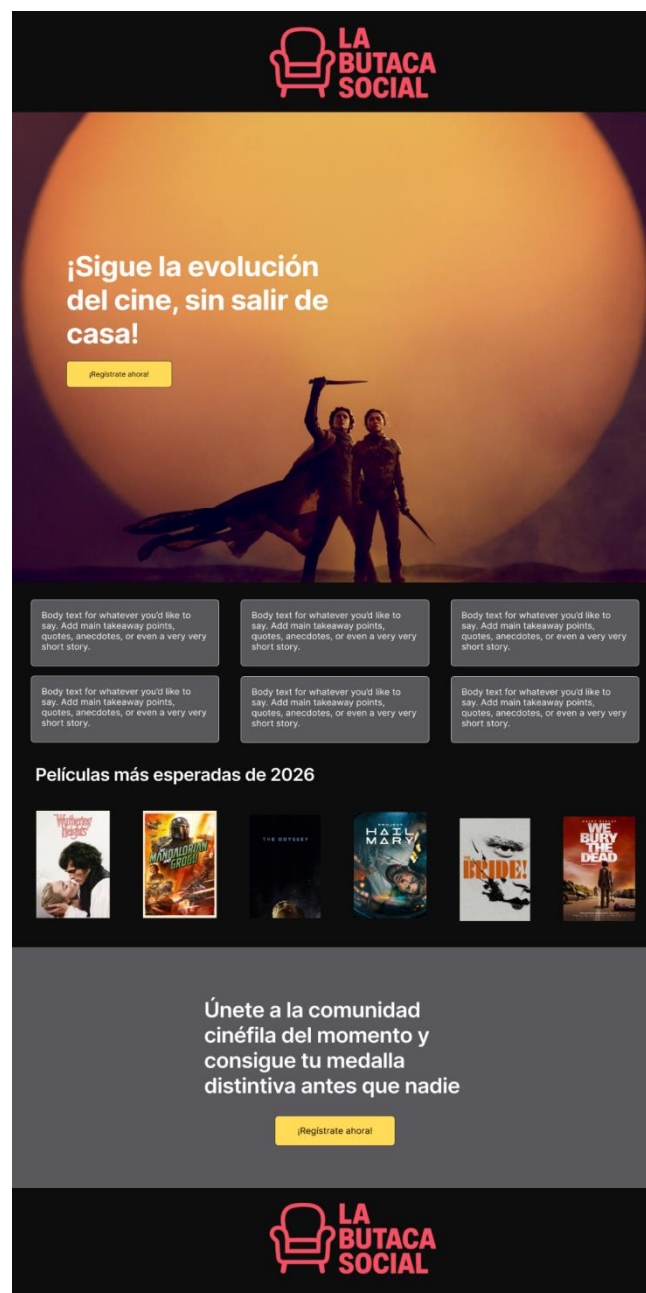 LA
BUTACA
SOCIAL
¡Sigue la evolución
del cine, sin salir de
casa!
¡Regístrate ahora!
Body text for whatever you'd like to
say. Add main takeaway points,
quotes, anecdotes, or even a very very
short story.
Body text for whatever you'd like to
say. Add main takeaway points,
quotes, anecdotes, or even a very very
short story.
Body text for whatever you'd like to
say. Add main takeaway points,
quotes, anecdotes, or even a very very
short story.
Body text for whatever you'd like to
say. Add main takeaway points,
quotes, anecdotes, or even a very very
short story.
Body text for whatever you'd like to
say. Add main takeaway points,
quotes, anecdotes, or even a very very
short story.
Body text for whatever you'd like to
say. Add main takeaway points,
quotes, anecdotes, or even a very very
short story.
Películas más esperadas de 2026
Wuthering
Heights
THE
MANDALORIAN
GROGU
THE ODYSSEY
PROJECT
HAIL
MARY
THE
BRIDE!
DAISY RIDLEY
WE
BURY
THE
DEAD
Únete a la comunidad
cinéfila del momento y
consigue tu medalla
distintiva antes que nadie
¡Regístrate ahora!
LA
BUTACA
SOCIAL